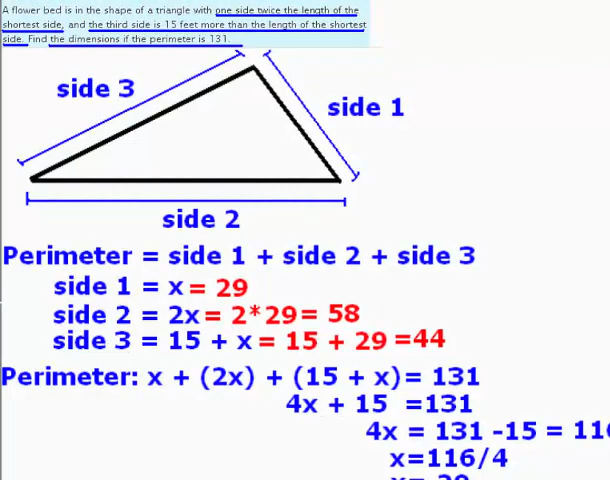 A flower bed is in the shape of a triangle with one side twice the length of the
shortest side, and the third side is 15 feet more than the length of the shortest
side. Find the dimensions if the perimeter is 131.
side 3
side 1
side 2
Perimeter = side 1 + side 2 + side 3
side 1 = x = 29
side 2 = 2x = 2*29 = 58
side 3 = 15 + x = 15 + 29 =44
Perimeter: x + (2x) + (15 + x) = 131
4x + 15 =131
4x = 131 -15 = 116
x=116/4
x= 29